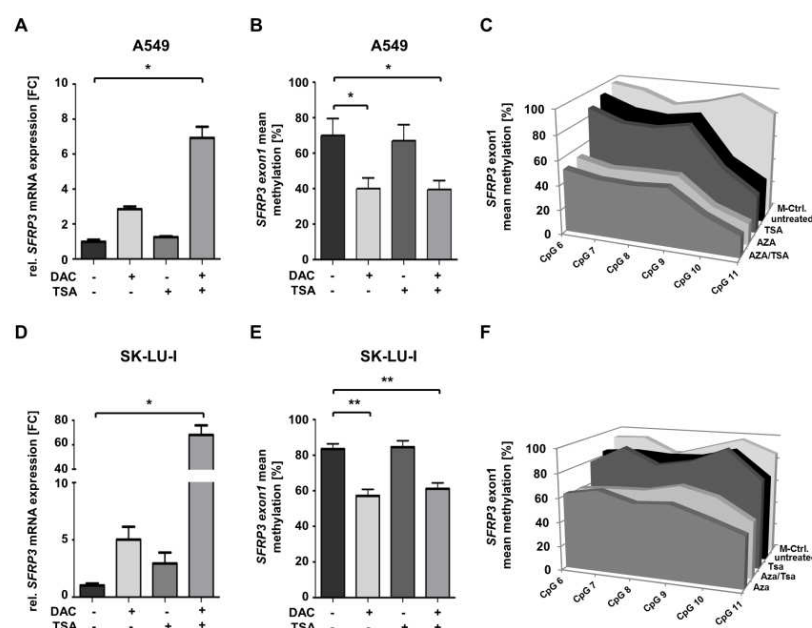 A
A549
rel. SFRP3 mRNA expression [FC]
10
8
6
4
2
0
*
DAC - + - +
TSA - - + +
B
A549
SFRP3 exon1 mean
methylation [%]
100
80
60
40
20
0
*
*
DAC - + - +
TSA - - + +
C
SFRP3 exon1
mean methylation [%]
100
80
60
40
20
0
CpG 6
CpG 7
CpG 8
CpG 9
CpG 10
CpG 11
M-Ctrl.
untreated
TSA
AZA
AZA/TSA
D
SK-LU-I
rel. SFRP3 mRNA expression [FC]
80
60
40
10
5
0
*
DAC - + - +
TSA - - + +
E
SK-LU-I
SFRP3 exon1 mean
methylation [%]
100
80
60
40
20
0
**
**
DAC - + - +
TSA - - + +
F
SFRP3 exon1
mean methylation [%]
100
80
60
40
20
0
CpG 6
CpG 7
CpG 8
CpG 9
CpG 10
CpG 11
M-Ctrl.
untreated
Tsa
Aza/Tsa
Aza